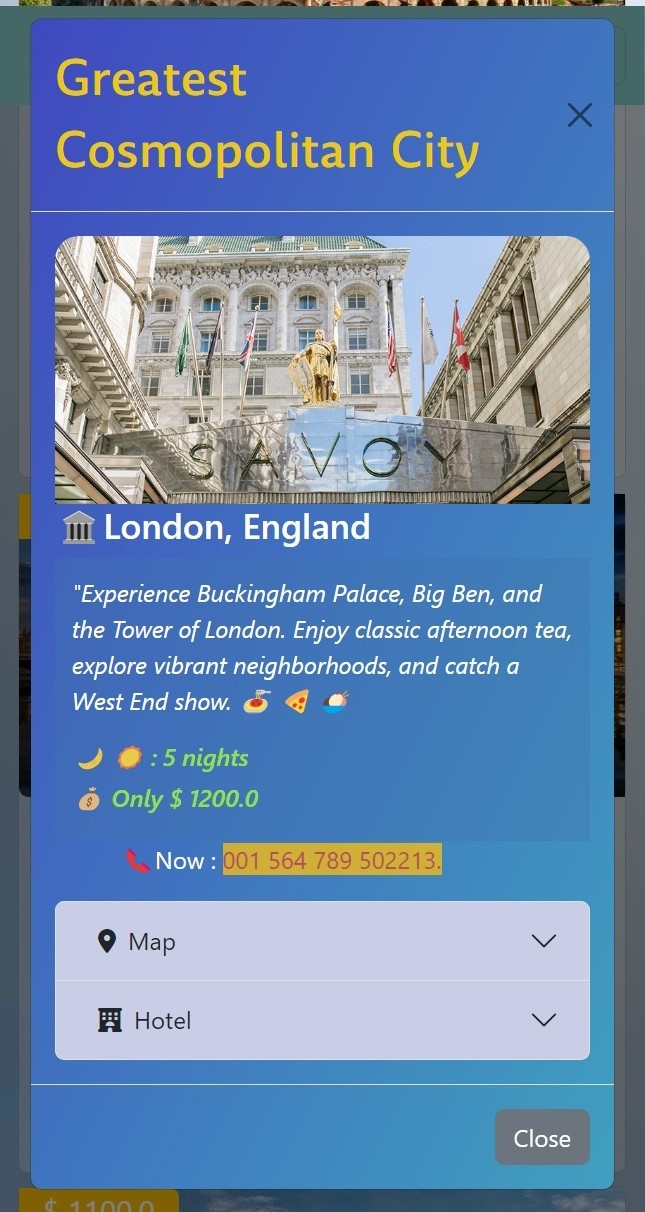 Greatest
Cosmopolitan City
SAVOY
London, England
"Experience Buckingham Palace, Big Ben, and
the Tower of London. Enjoy classic afternoon tea,
explore vibrant neighborhoods, and catch a
West End show.
: 5 nights
Only $ 1200.0
Now : 001 564 789 502213.
Map
Hotel
Close
$ 1100.0